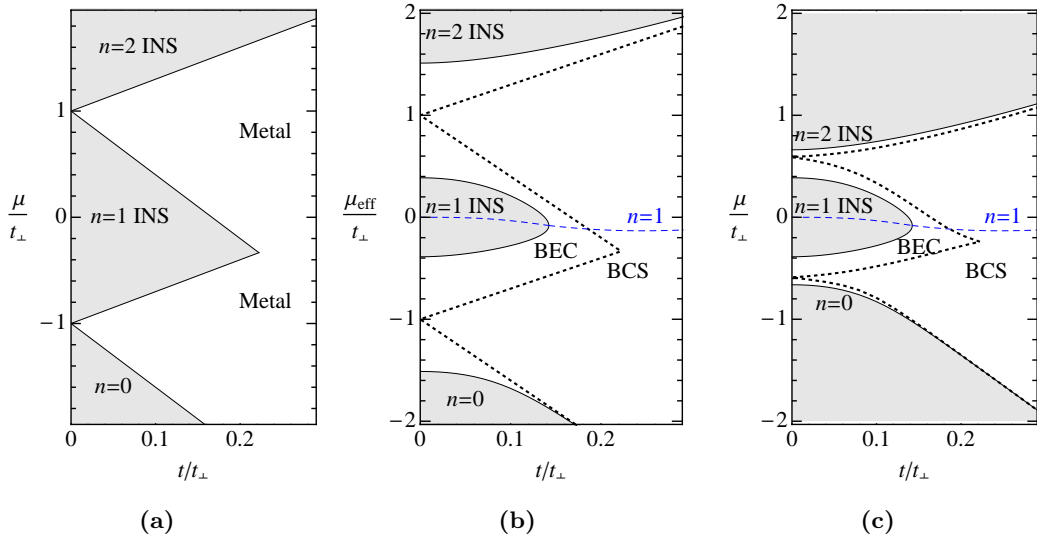 n=2 INS
Metal
1
μ/t⊥
0
n=1 INS
Metal
−1
n=0
0
0.1
0.2
t/t⊥
(a)
2
n=2 INS
1
μeff/t⊥
0
n=1 INS
n=1
BEC
BCS
−1
n=0
−2
0
0.1
0.2
t/t⊥
(b)
2
1
n=2 INS
μ/t⊥
0
n=1 INS
n=1
BEC
BCS
n=0
−1
−2
0
0.1
0.2
t/t⊥
(c)